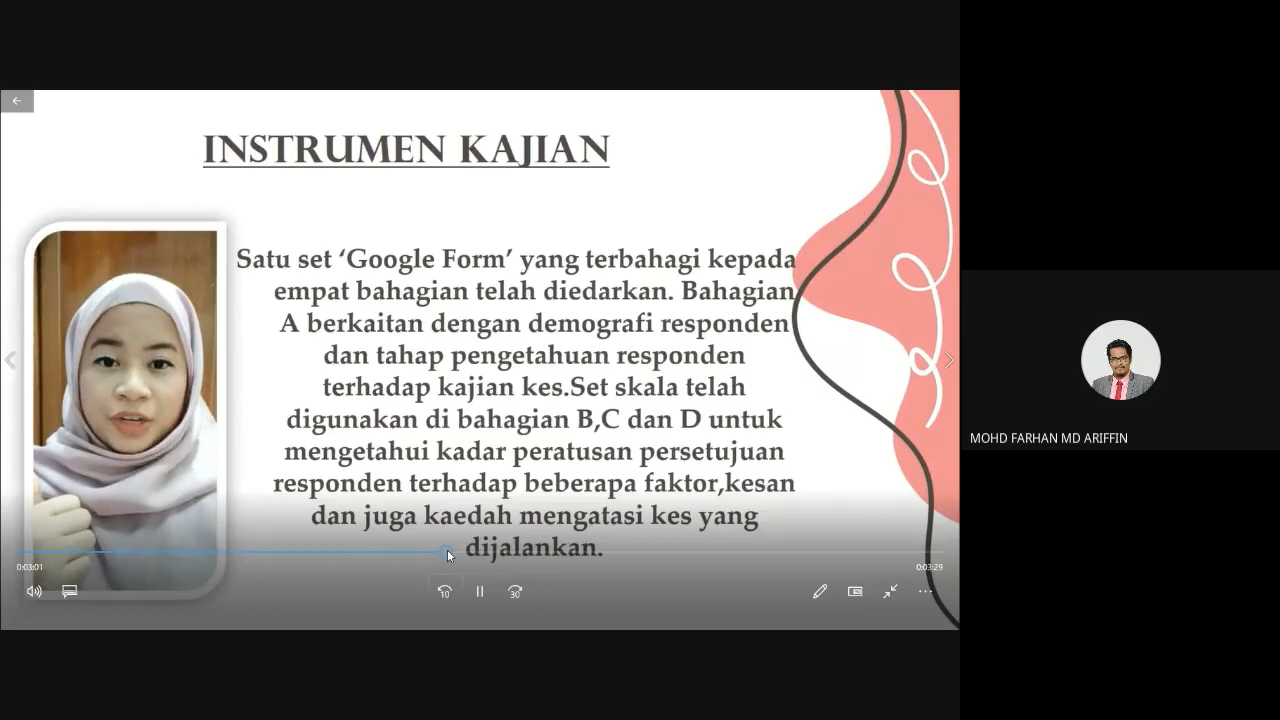 INSTRUMEN KAJIAN
Satu set ‘Google Form’ yang terbahagi kepada
empat bahagian telah diedarkan. Bahagian
A berkaitan dengan demografi responden
dan tahap pengetahuan responden
terhadap kajian kes.Set skala telah
digunakan di bahagian B,C dan D untuk
mengetahui kadar peratusan persetujuan
responden terhadap beberapa faktor,kesan
dan juga kaedah mengatasi kes yang
dijalankan.
0:03:01
0:03:29
10
30
MOHD FARHAN MD ARIFFIN